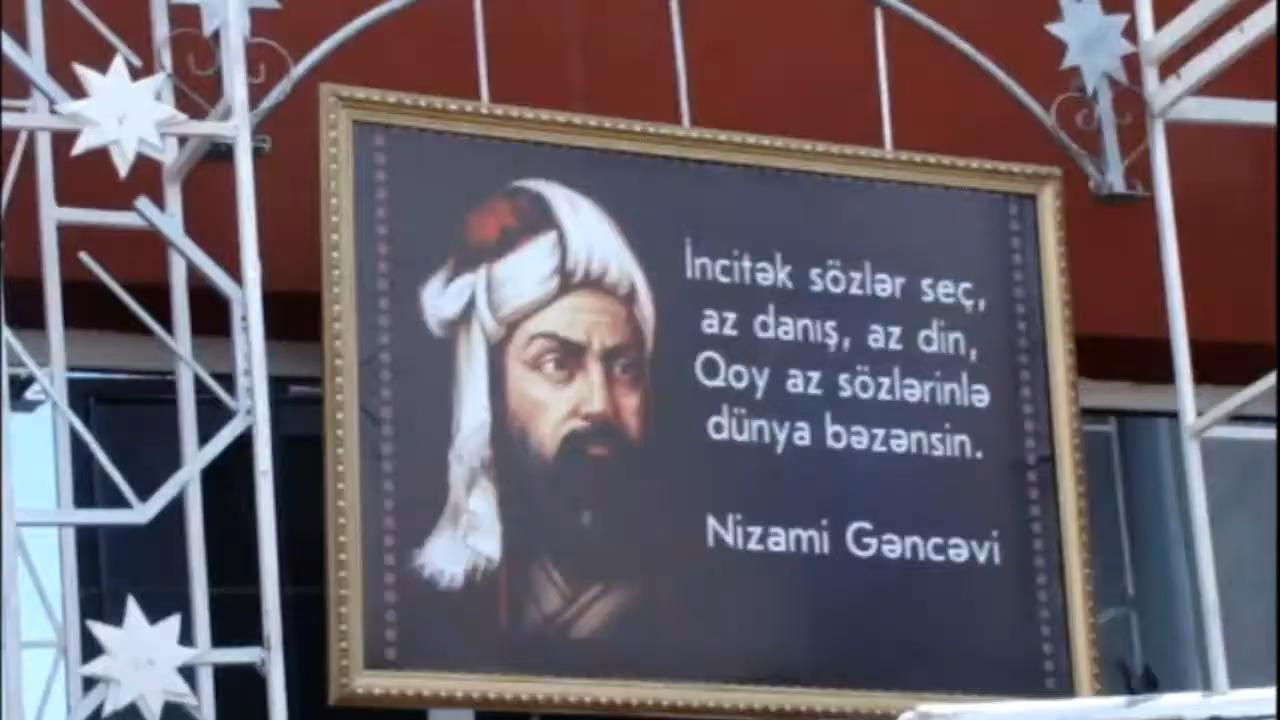 İncitək sözlər seç,
az danış, az din,
Qoy az sözlərinlə
dünya bəzənsin.
Nizami Gəncəvi